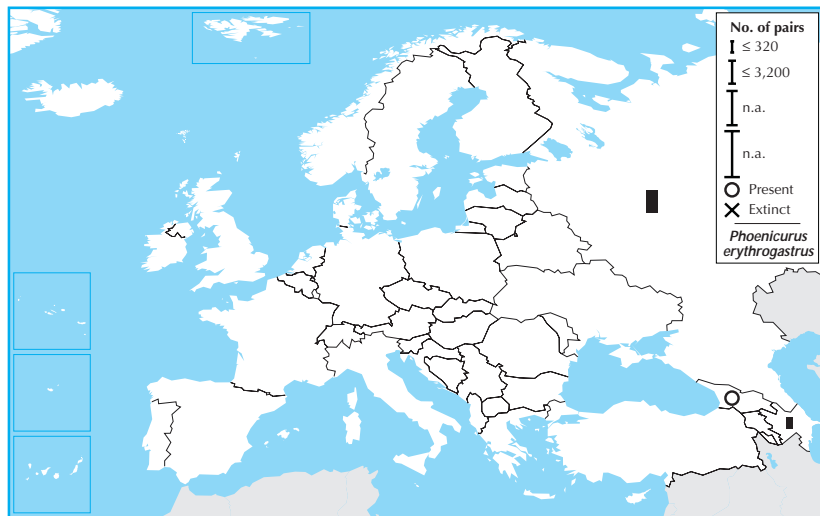 No. of pairs
≤ 320
≤ 3,200
n.a.
n.a.
Present
Extinct
Phoenicurus
erythrogastrus